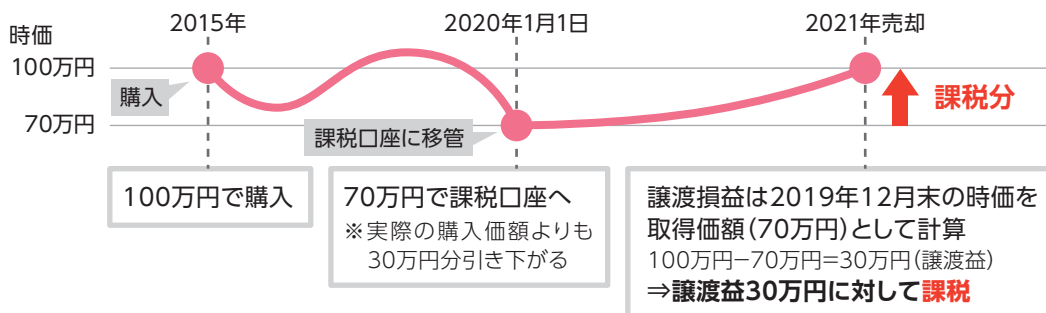 2015年
2020年1月1日
2021年売却
時価
100万円
購入
課税分
70万円
課税口座に移管
100万円で購入
70万円で課税口座へ
※実際の購入価額よりも
30万円分引き下がる
譲渡損益は2019年12月末の時価を
取得価額(70万円)として計算
100万円−70万円=30万円(譲渡益)
⇒譲渡益30万円に対して課税